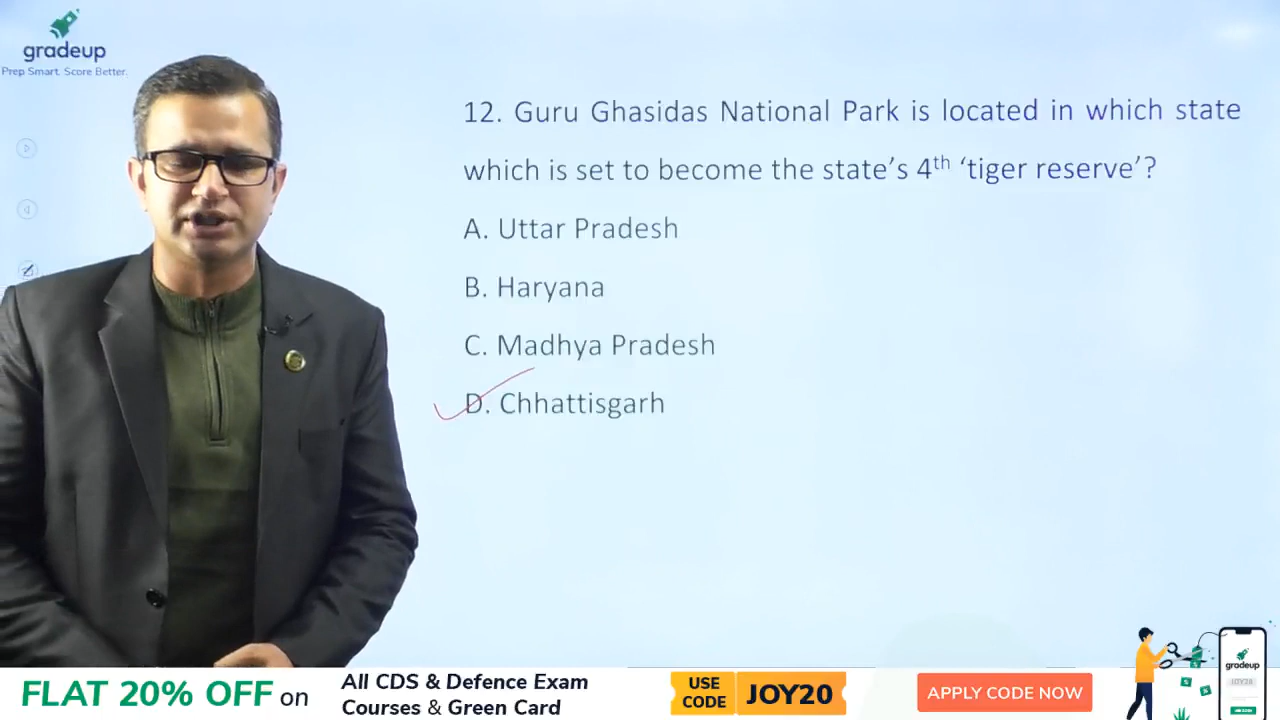 gradeup
Prep Smart. Score Better.
12. Guru Ghasidas National Park is located in which state
which is set to become the state’s 4th ‘tiger reserve’?
A. Uttar Pradesh
B. Haryana
C. Madhya Pradesh
D. Chhattisgarh
FLAT 20% OFF on
All CDS & Defence Exam
Courses & Green Card
USE
CODE
JOY20
APPLY CODE NOW
gradeup
JOY20